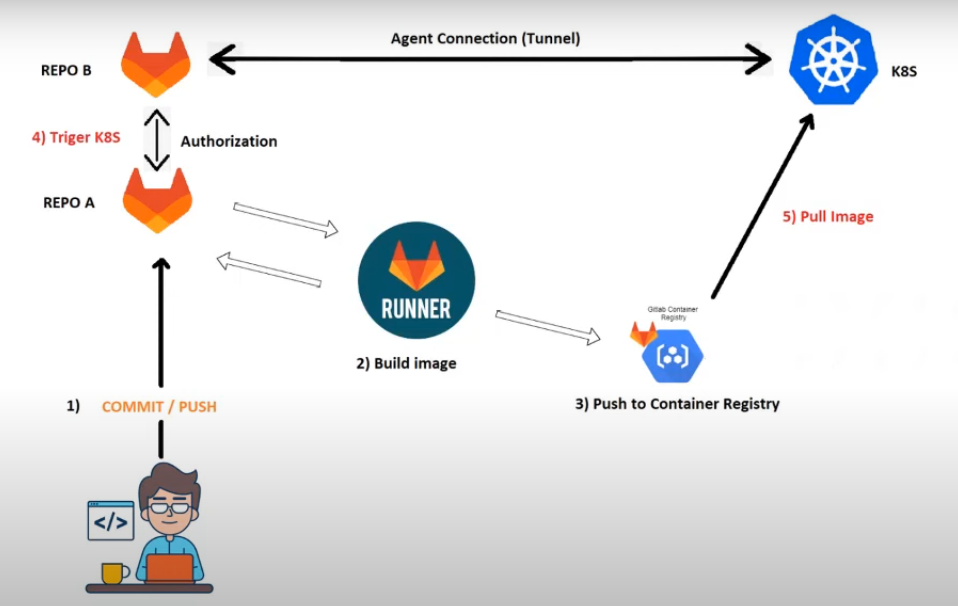 Agent Connection (Tunnel)
REPO B
K8S
4) Triger K8S
Authorization
REPO A
5) Pull Image
RUNNER
Gitlab Container
Registry
2) Build image
3) Push to Container Registry
1) COMMIT / PUSH
</>